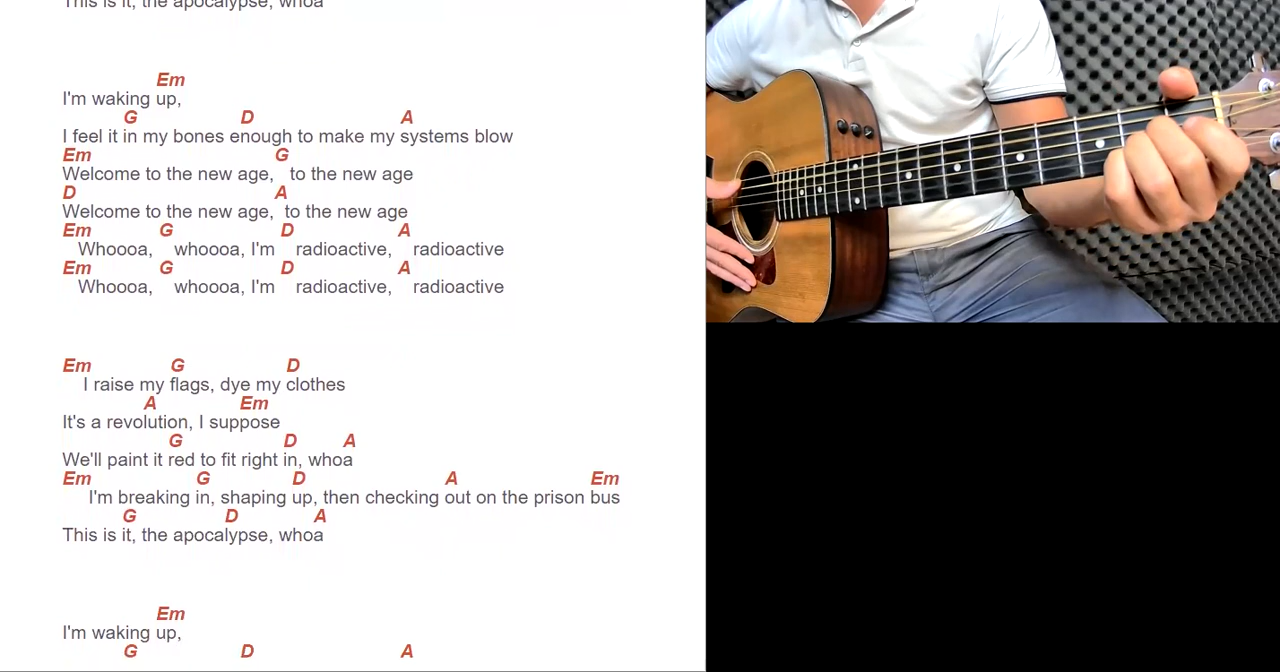 This is it, the apocalypse, whoa
Em
I'm waking up,
G D A
I feel it in my bones enough to make my systems blow
Em G
Welcome to the new age, to the new age
D A
Welcome to the new age, to the new age
Em G D A
Whoooa, whoooa, I'm radioactive, radioactive
Em G D A
Whoooa, whoooa, I'm radioactive, radioactive
Em G D
I raise my flags, dye my clothes
A Em
It's a revolution, I suppose
G D A
We'll paint it red to fit right in, whoa
Em G D A Em
I'm breaking in, shaping up, then checking out on the prison bus
G D A
This is it, the apocalypse, whoa
Em
I'm waking up,
G D A